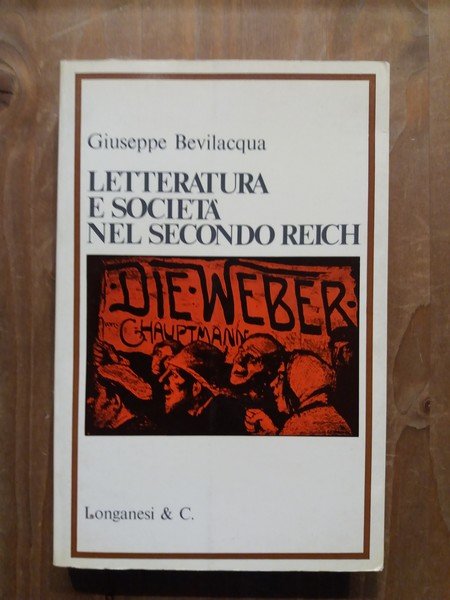 Giuseppe Bevilacqua
LETTERATURA
E SOCIETÀ
NEL SECONDO REICH
·DIE·WEBER·
HAUPTMANN
Longanesi & C.